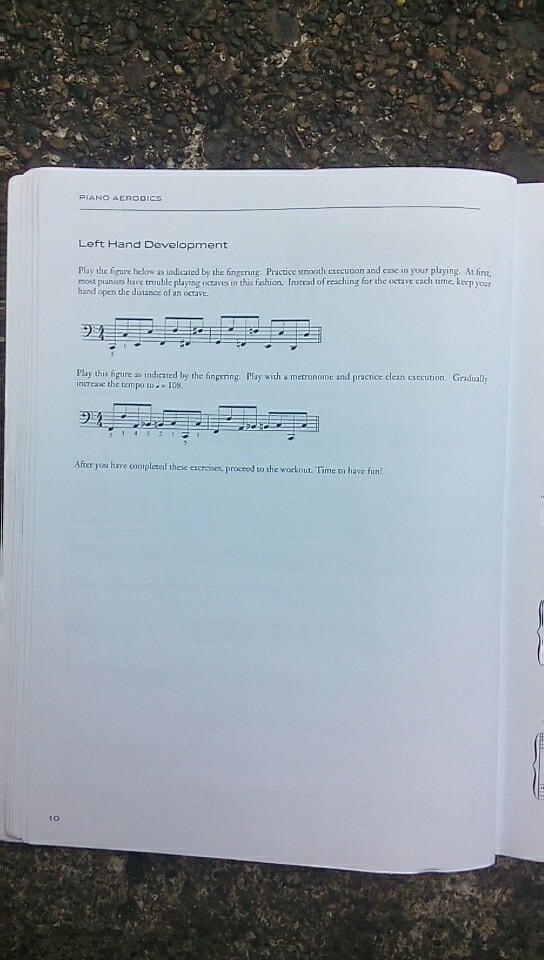 PIANO AEROBICS
Left Hand Development
Play the figure below as indicated by the fingering. Practice smooth execution and ease in your playing. At first,
most pianists have trouble playing octaves in this fashion. Instead of reaching for the octave each time, keep your
hand open the distance of an octave.
5 1
Play this figure as indicated by the fingering. Play with a metronome and practice clean execution. Gradually
increase the tempo to ♩ = 108.
5 1 4 3 2 1 5 1
After you have completed these exercises, proceed to the workout. Time to have fun!
10